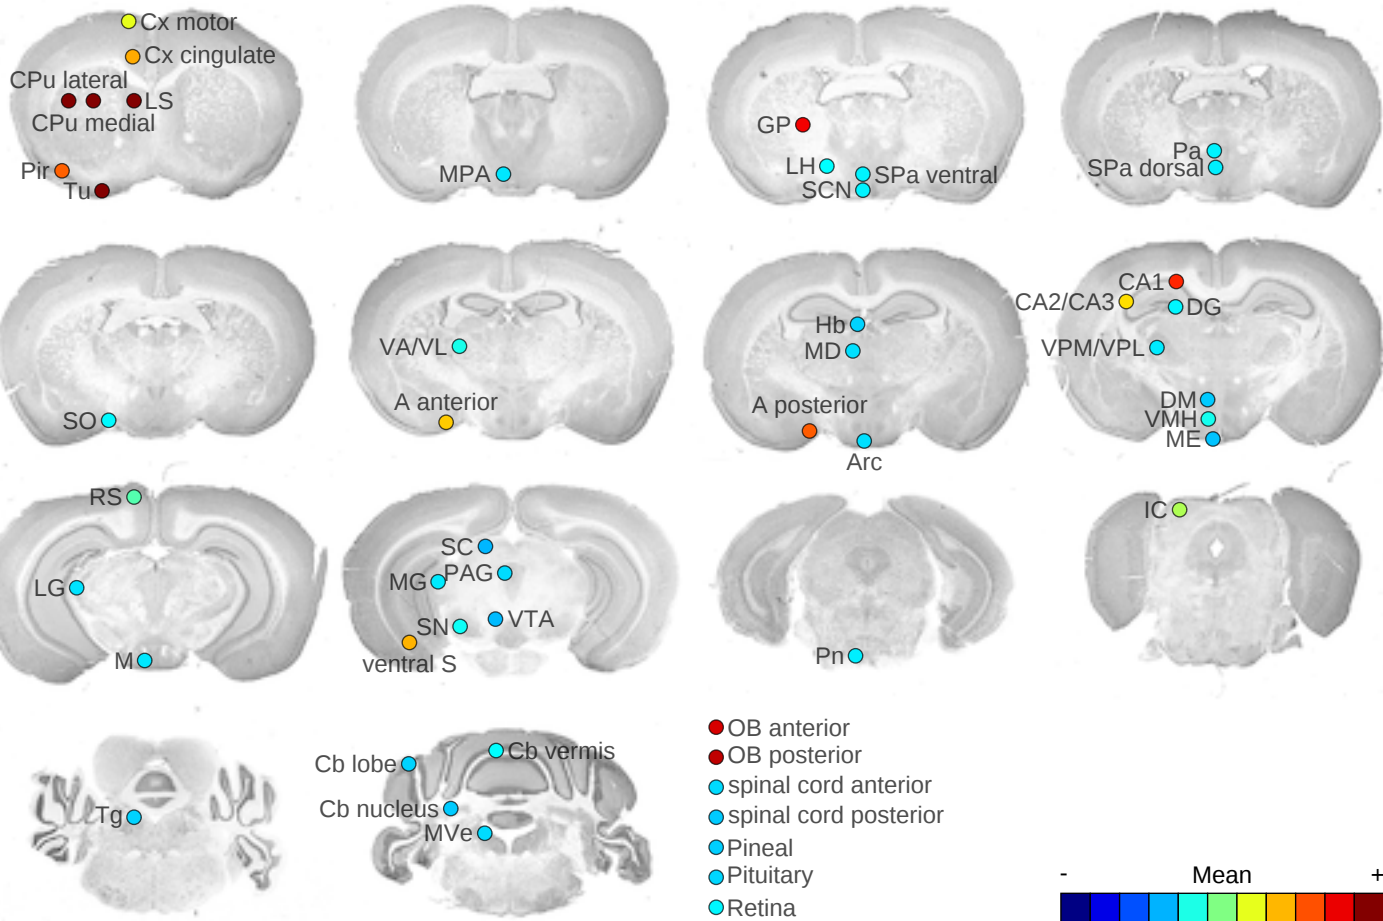 Cx motor
Cx cingulate
CPu lateral
LS
CPu medial
Pir
Tu
MPA
GP
LH
SPa ventral
SCN
Pa
SPa dorsal
SO
VA/VL
A anterior
Hb
MD
A posterior
Arc
CA1
CA2/CA3
DG
VPM/VPL
DM
VMH
ME
RS
LG
M
SC
PAG
MG
VTA
SN
ventral S
Pn
IC
Tg
Cb vermis
Cb lobe
Cb nucleus
MVe
OB anterior
OB posterior
spinal cord anterior
spinal cord posterior
Pineal
Pituitary
Retina
- Mean +